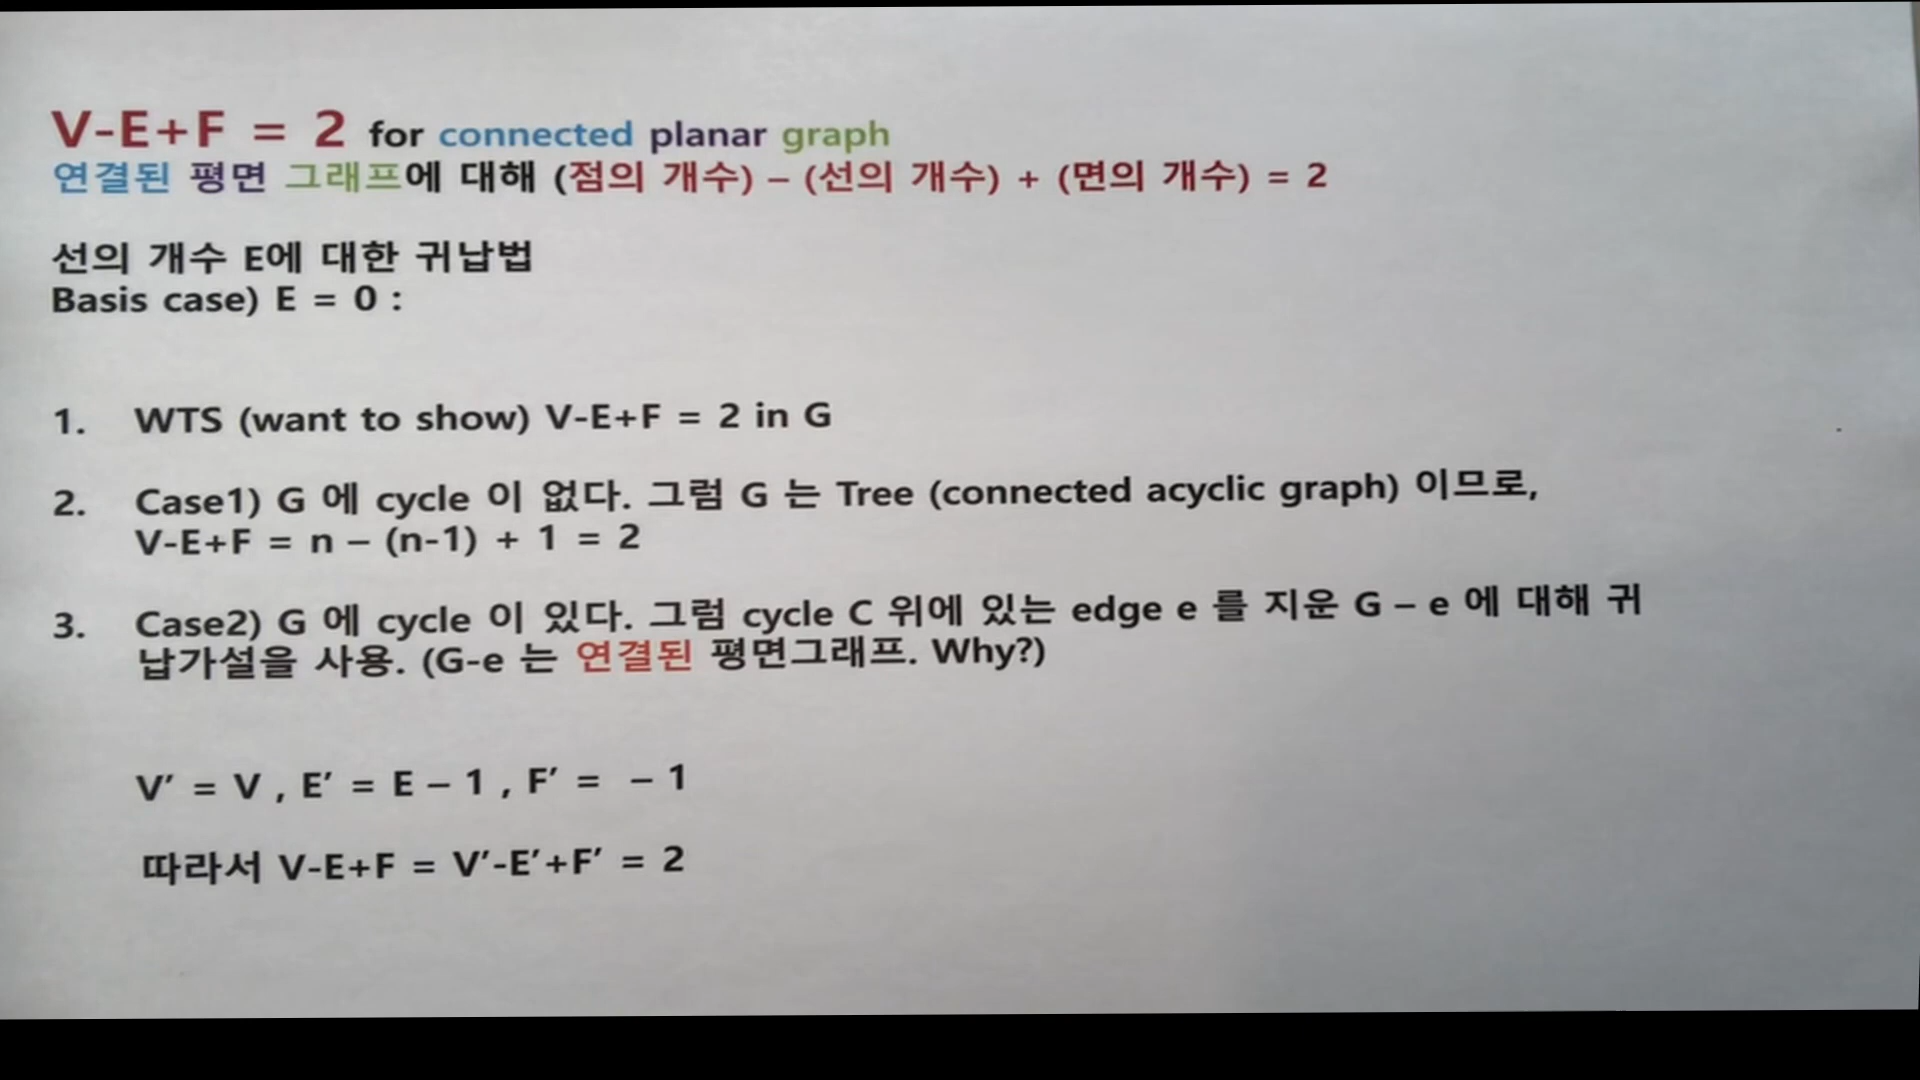 V-E+F = 2 for connected planar graph
연결된 평면 그래프에 대해 (점의 개수) – (선의 개수) + (면의 개수) = 2
선의 개수 E에 대한 귀납법
Basis case) E = 0 :
1. WTS (want to show) V-E+F = 2 in G
2. Case1) G 에 cycle 이 없다. 그럼 G 는 Tree (connected acyclic graph) 이므로,
V-E+F = n – (n-1) + 1 = 2
3. Case2) G 에 cycle 이 있다. 그럼 cycle C 위에 있는 edge e 를 지운 G – e 에 대해 귀
납가설을 사용. (G-e 는 연결된 평면그래프. Why?)
V′ = V , E′ = E – 1 , F′ = – 1
따라서 V-E+F = V′-E′+F′ = 2